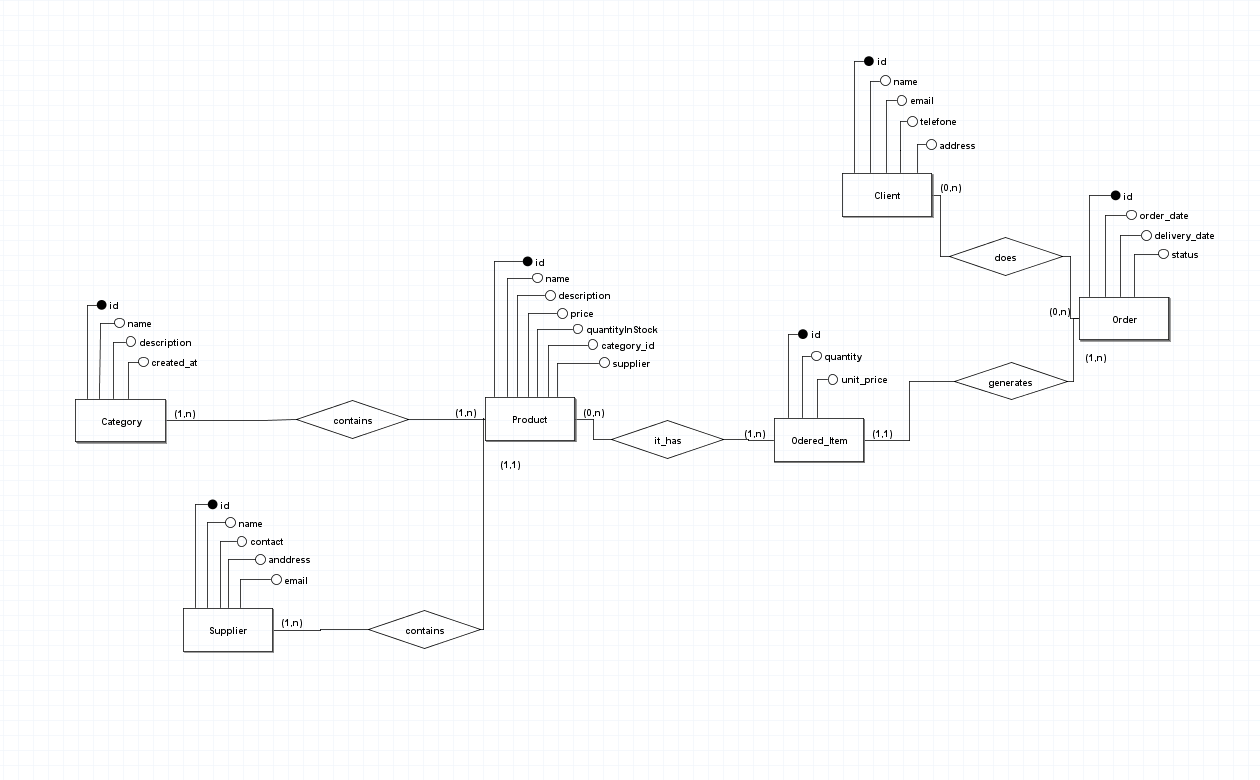 id
name
email
telefone
address
Client
(0,n)
does
id
order_date
delivery_date
status
(0,n)
Order
(1,n)
generates
id
name
description
price
quantityInStock
category_id
supplier
(1,n)
Product
(0,n)
(1,1)
it_has
id
quantity
unit_price
(1,n)
Odered_Item
(1,1)
id
name
description
created_at
Category
(1,n)
contains
id
name
contact
anddress
email
Supplier
(1,n)
contains